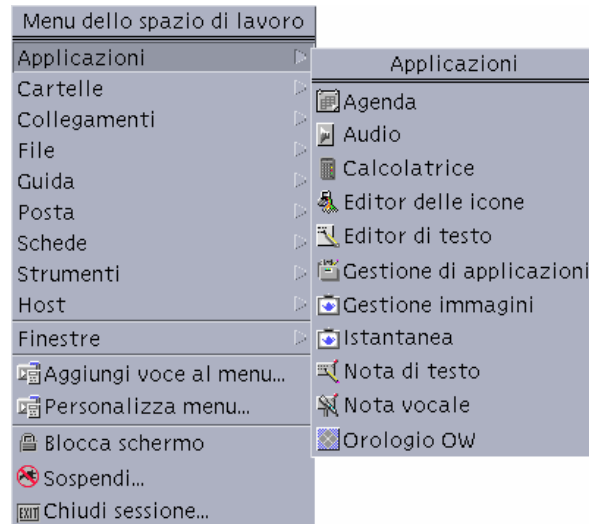 Menu dello spazio di lavoro
Applicazioni
Cartelle
Collegamenti
File
Guida
Posta
Schede
Strumenti
Host
Finestre
Aggiungi voce al menu...
Personalizza menu...
Blocca schermo
Sospendi...
EXIT Chiudi sessione...
Applicazioni
Agenda
Audio
Calcolatrice
Editor delle icone
Editor di testo
Gestione di applicazioni
Gestione immagini
Istantanea
Nota di testo
Nota vocale
Orologio OW